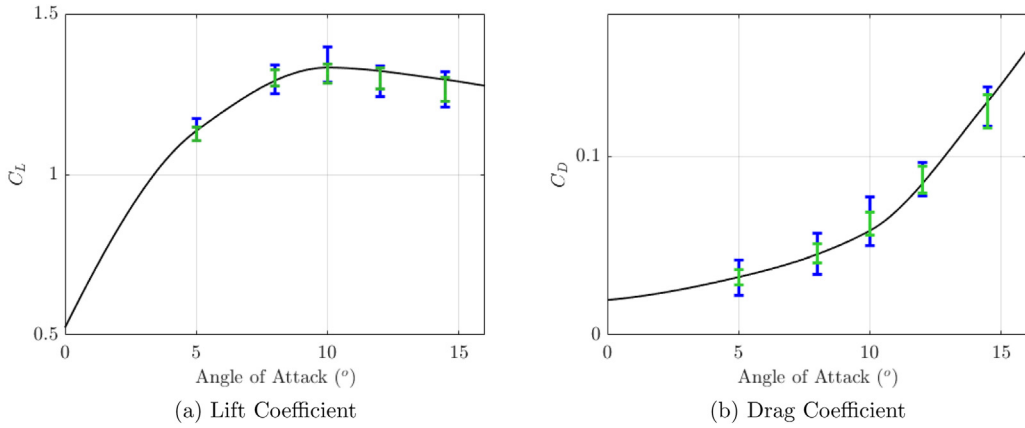 1.5
1
0.5
C_L
0 5 10 15
Angle of Attack (°)
(a) Lift Coefficient
0.1
0
C_D
0 5 10 15
Angle of Attack (°)
(b) Drag Coefficient